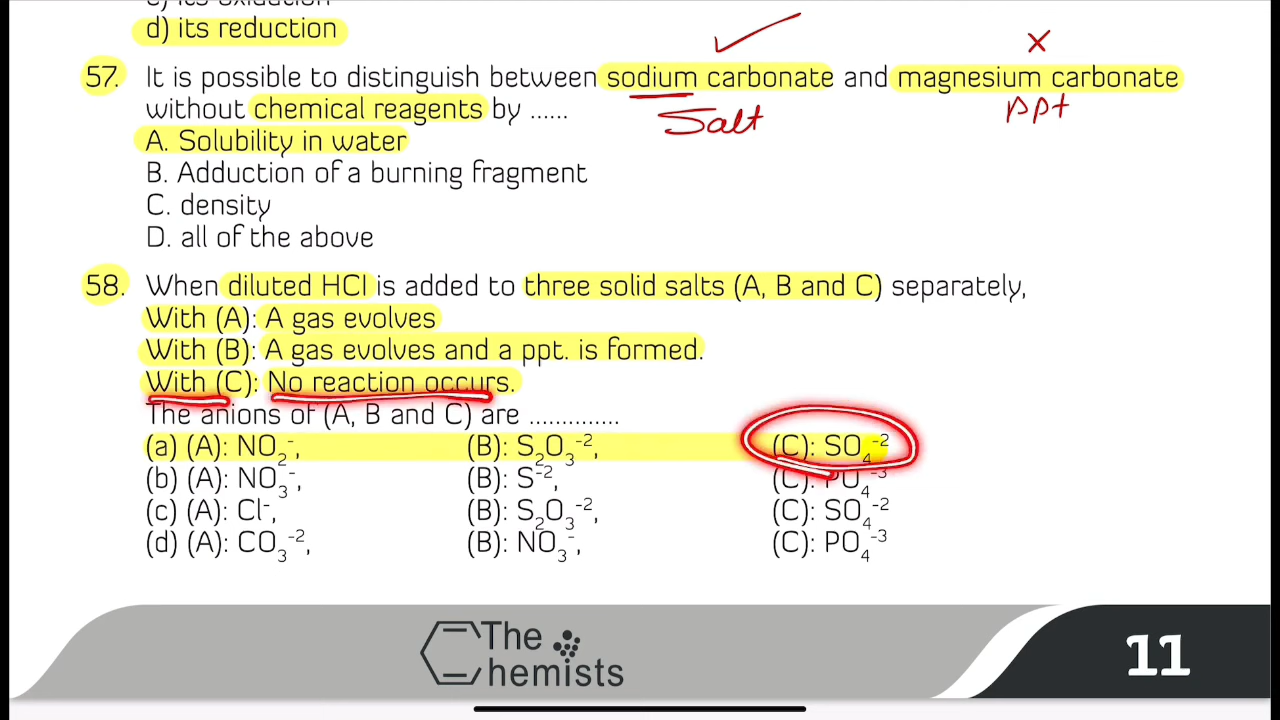 d) its reduction
57. It is possible to distinguish between sodium carbonate and magnesium carbonate
without chemical reagents by ......
Salt
ppt
A. Solubility in water
B. Adduction of a burning fragment
C. density
D. all of the above
58. When diluted HCl is added to three solid salts (A, B and C) separately,
With (A): A gas evolves
With (B): A gas evolves and a ppt. is formed.
With (C): No reaction occurs.
The anions of (A, B and C) are ..............
(a) (A): NO₂⁻, (B): S₂O₃⁻², (C): SO₄⁻²
(b) (A): NO₃⁻, (B): S⁻², (C): PO₄⁻³
(c) (A): Cl⁻, (B): S₂O₃⁻², (C): SO₄⁻²
(d) (A): CO₃⁻², (B): NO₃⁻, (C): PO₄⁻³
The
Chemists
11